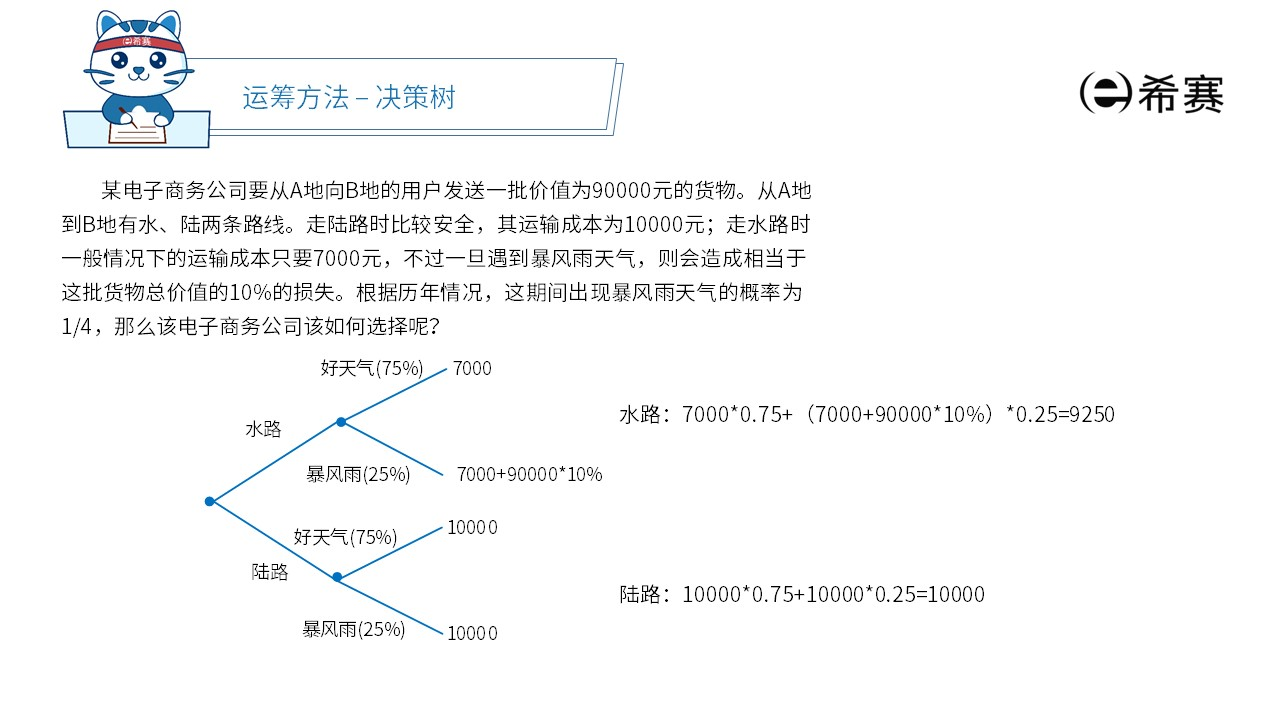 希赛
运筹方法 – 决策树
希赛
某电子商务公司要从A地向B地的用户发送一批价值为90000元的货物。从A地
到B地有水、陆两条路线。走陆路时比较安全，其运输成本为10000元；走水路时
一般情况下的运输成本只要7000元，不过一旦遇到暴风雨天气，则会造成相当于
这批货物总价值的10%的损失。根据历年情况，这期间出现暴风雨天气的概率为
1/4，那么该电子商务公司该如何选择呢?
好天气(75%) 7000
水路：7000*0.75+（7000+90000*10%）*0.25=9250
水路
暴风雨(25%) 7000+90000*10%
好天气(75%) 10000
陆路
陆路：10000*0.75+10000*0.25=10000
暴风雨(25%) 10000